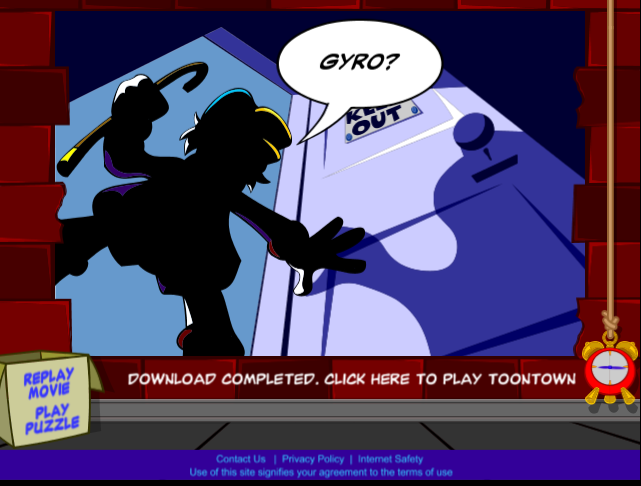 GYRO?
KEEP
OUT
DOWNLOAD COMPLETED. CLICK HERE TO PLAY TOONTOWN
REPLAY
MOVIE
PLAY
PUZZLE
Contact Us | Privacy Policy | Internet Safety
Use of this site signifies your agreement to the terms of use